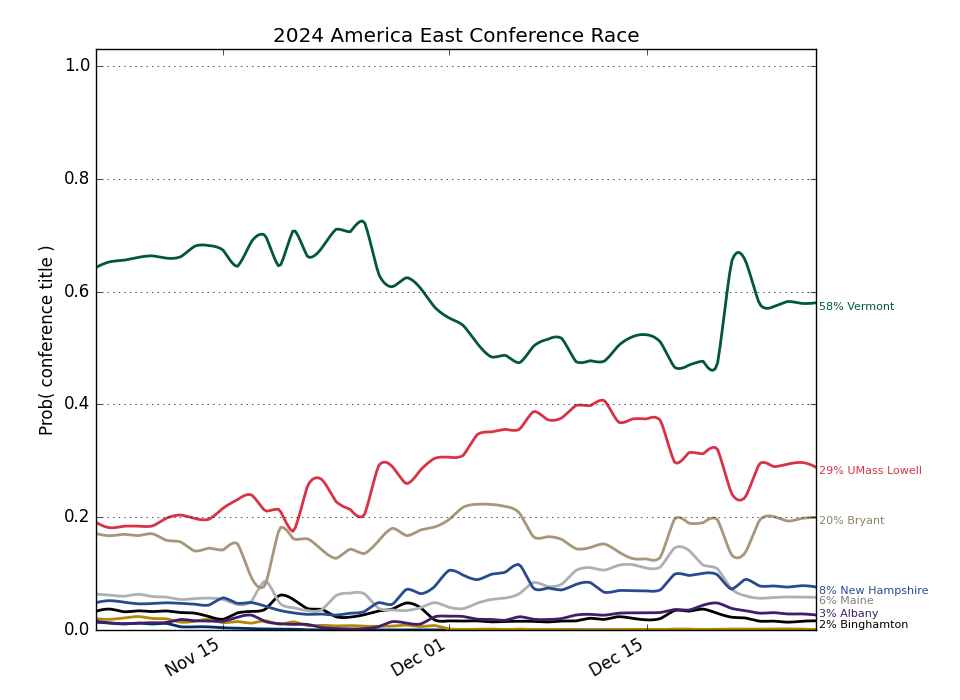 2024 America East Conference Race
1.0
0.8
0.6
0.4
0.2
0.0
Prob( conference title )
Nov 15
Dec 01
Dec 15
58% Vermont
29% UMass Lowell
20% Bryant
8% New Hampshire
6% Maine
3% Albany
2% Binghamton